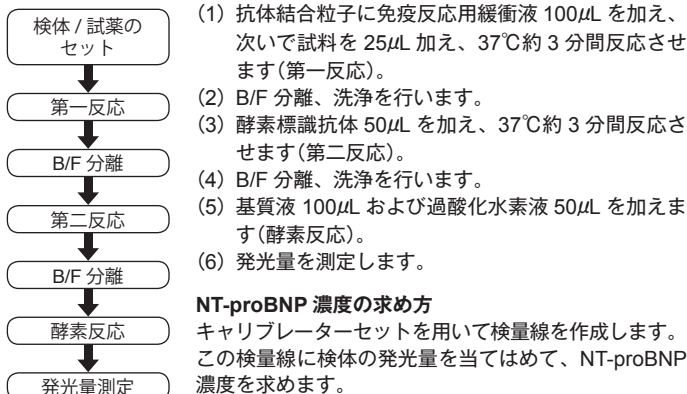 検体 / 試薬の
セット
第一反応
B/F 分離
第二反応
B/F 分離
酵素反応
発光量測定
(1) 抗体結合粒子に免疫反応用緩衝液 100μL を加え、
次いで試料を 25μL 加え、37℃約 3 分間反応させ
ます(第一反応)。
(2) B/F 分離、洗浄を行います。
(3) 酵素標識抗体 50μL を加え、37℃約 3 分間反応さ
せます(第二反応)。
(4) B/F 分離、洗浄を行います。
(5) 基質液 100μL および過酸化水素液 50μL を加えま
す(酵素反応)。
(6) 発光量を測定します。
NT-proBNP 濃度の求め方
キャリブレーターセットを用いて検量線を作成します。
この検量線に検体の発光量を当てはめて、NT-proBNP
濃度を求めます。